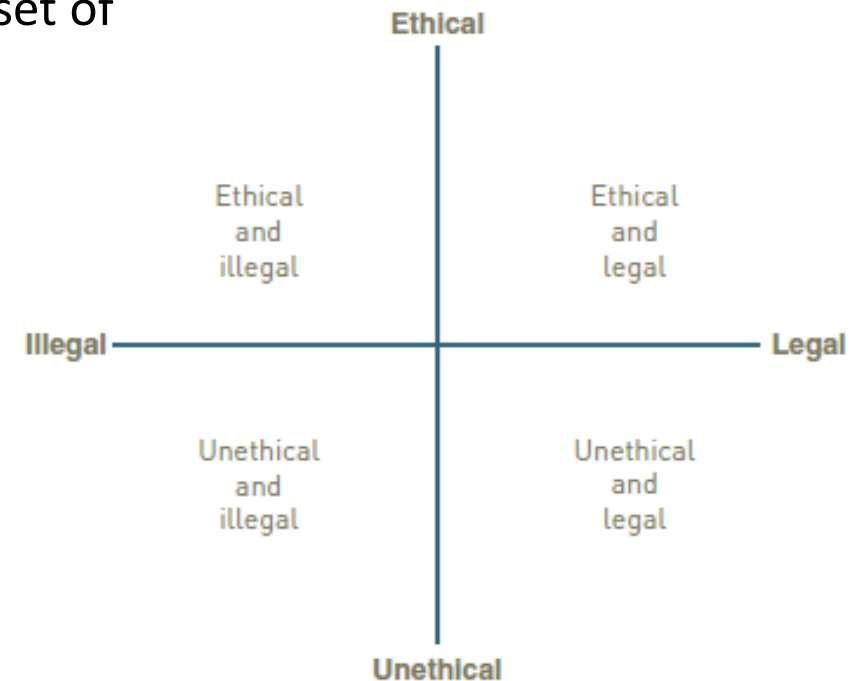 set of
Ethical
Ethical
and
illegal
Ethical
and
legal
Illegal
Legal
Unethical
and
illegal
Unethical
and
legal
Unethical